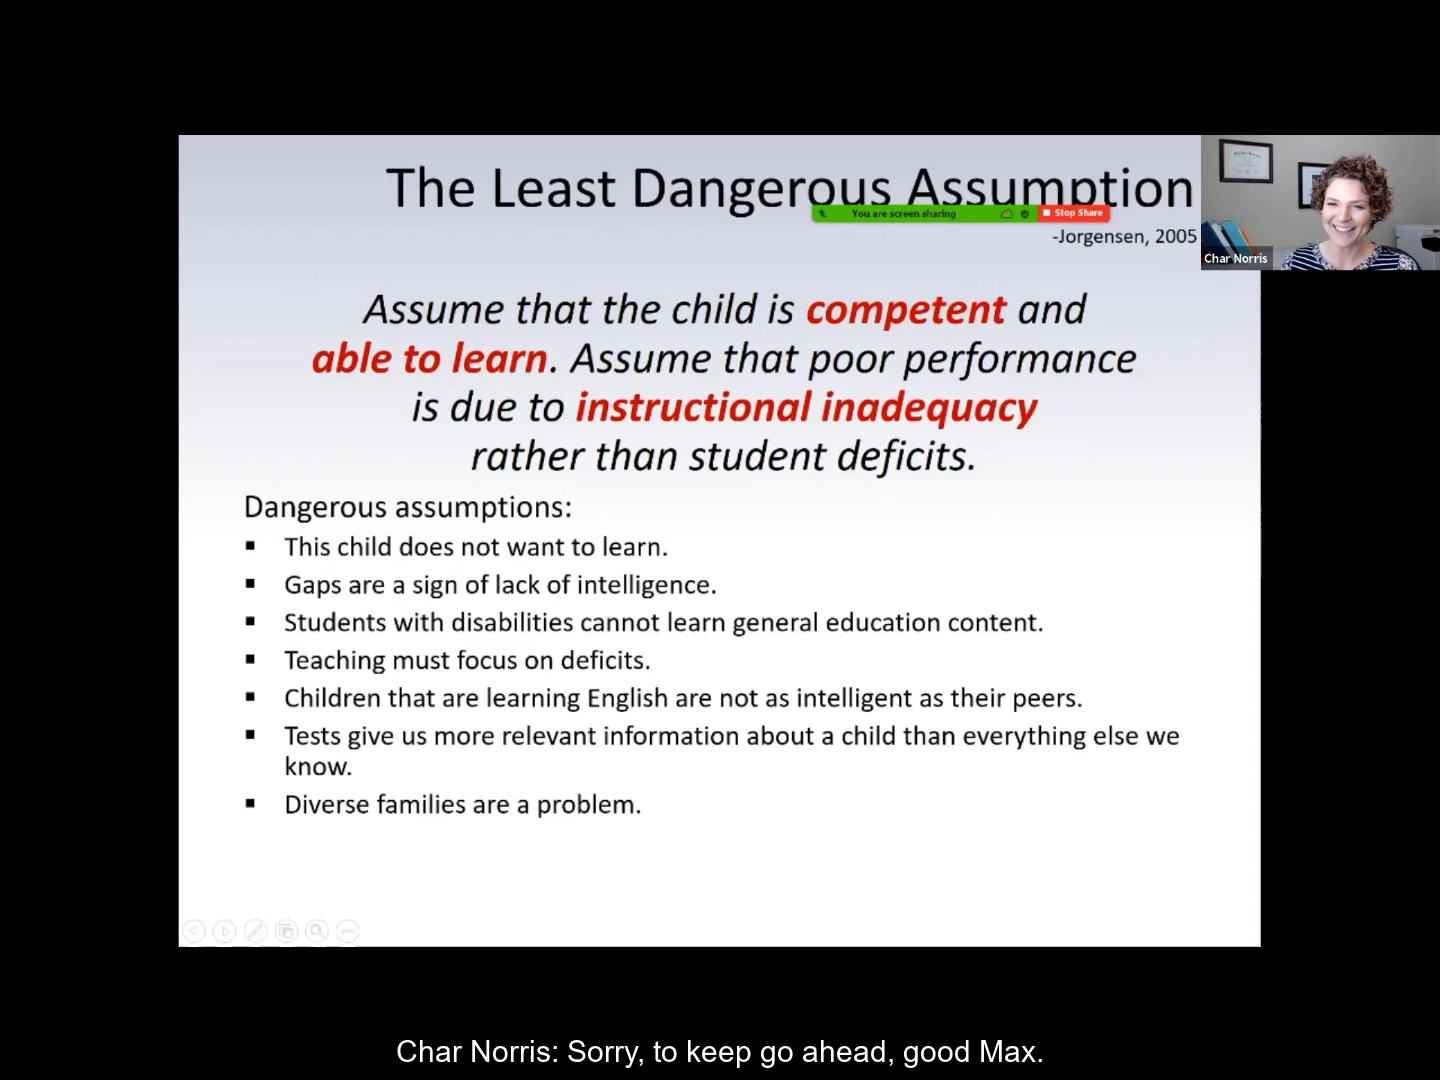 The Least Dangerous Assumption
You are screen sharing
Stop Share
-Jorgensen, 2005
Char Norris
Assume that the child is competent and
able to learn. Assume that poor performance
is due to instructional inadequacy
rather than student deficits.
Dangerous assumptions:
▪ This child does not want to learn.
▪ Gaps are a sign of lack of intelligence.
▪ Students with disabilities cannot learn general education content.
▪ Teaching must focus on deficits.
▪ Children that are learning English are not as intelligent as their peers.
▪ Tests give us more relevant information about a child than everything else we
know.
▪ Diverse families are a problem.
Char Norris: Sorry, to keep go ahead, good Max.